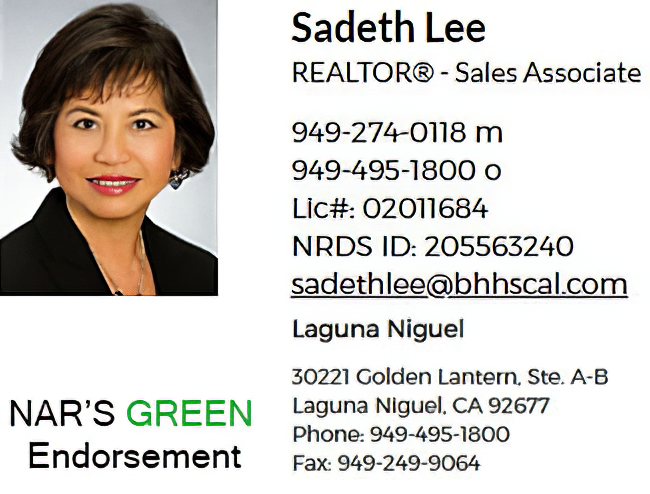 Sadeth Lee
REALTOR® - Sales Associate
949-274-0118 m
949-495-1800 o
Lic#: 02011684
NRDS ID: 205563240
sadethlee@bhhscal.com
Laguna Niguel
30221 Golden Lantern, Ste. A-B
Laguna Niguel, CA 92677
Phone: 949-495-1800
Fax: 949-249-9064
NAR'S GREEN
Endorsement